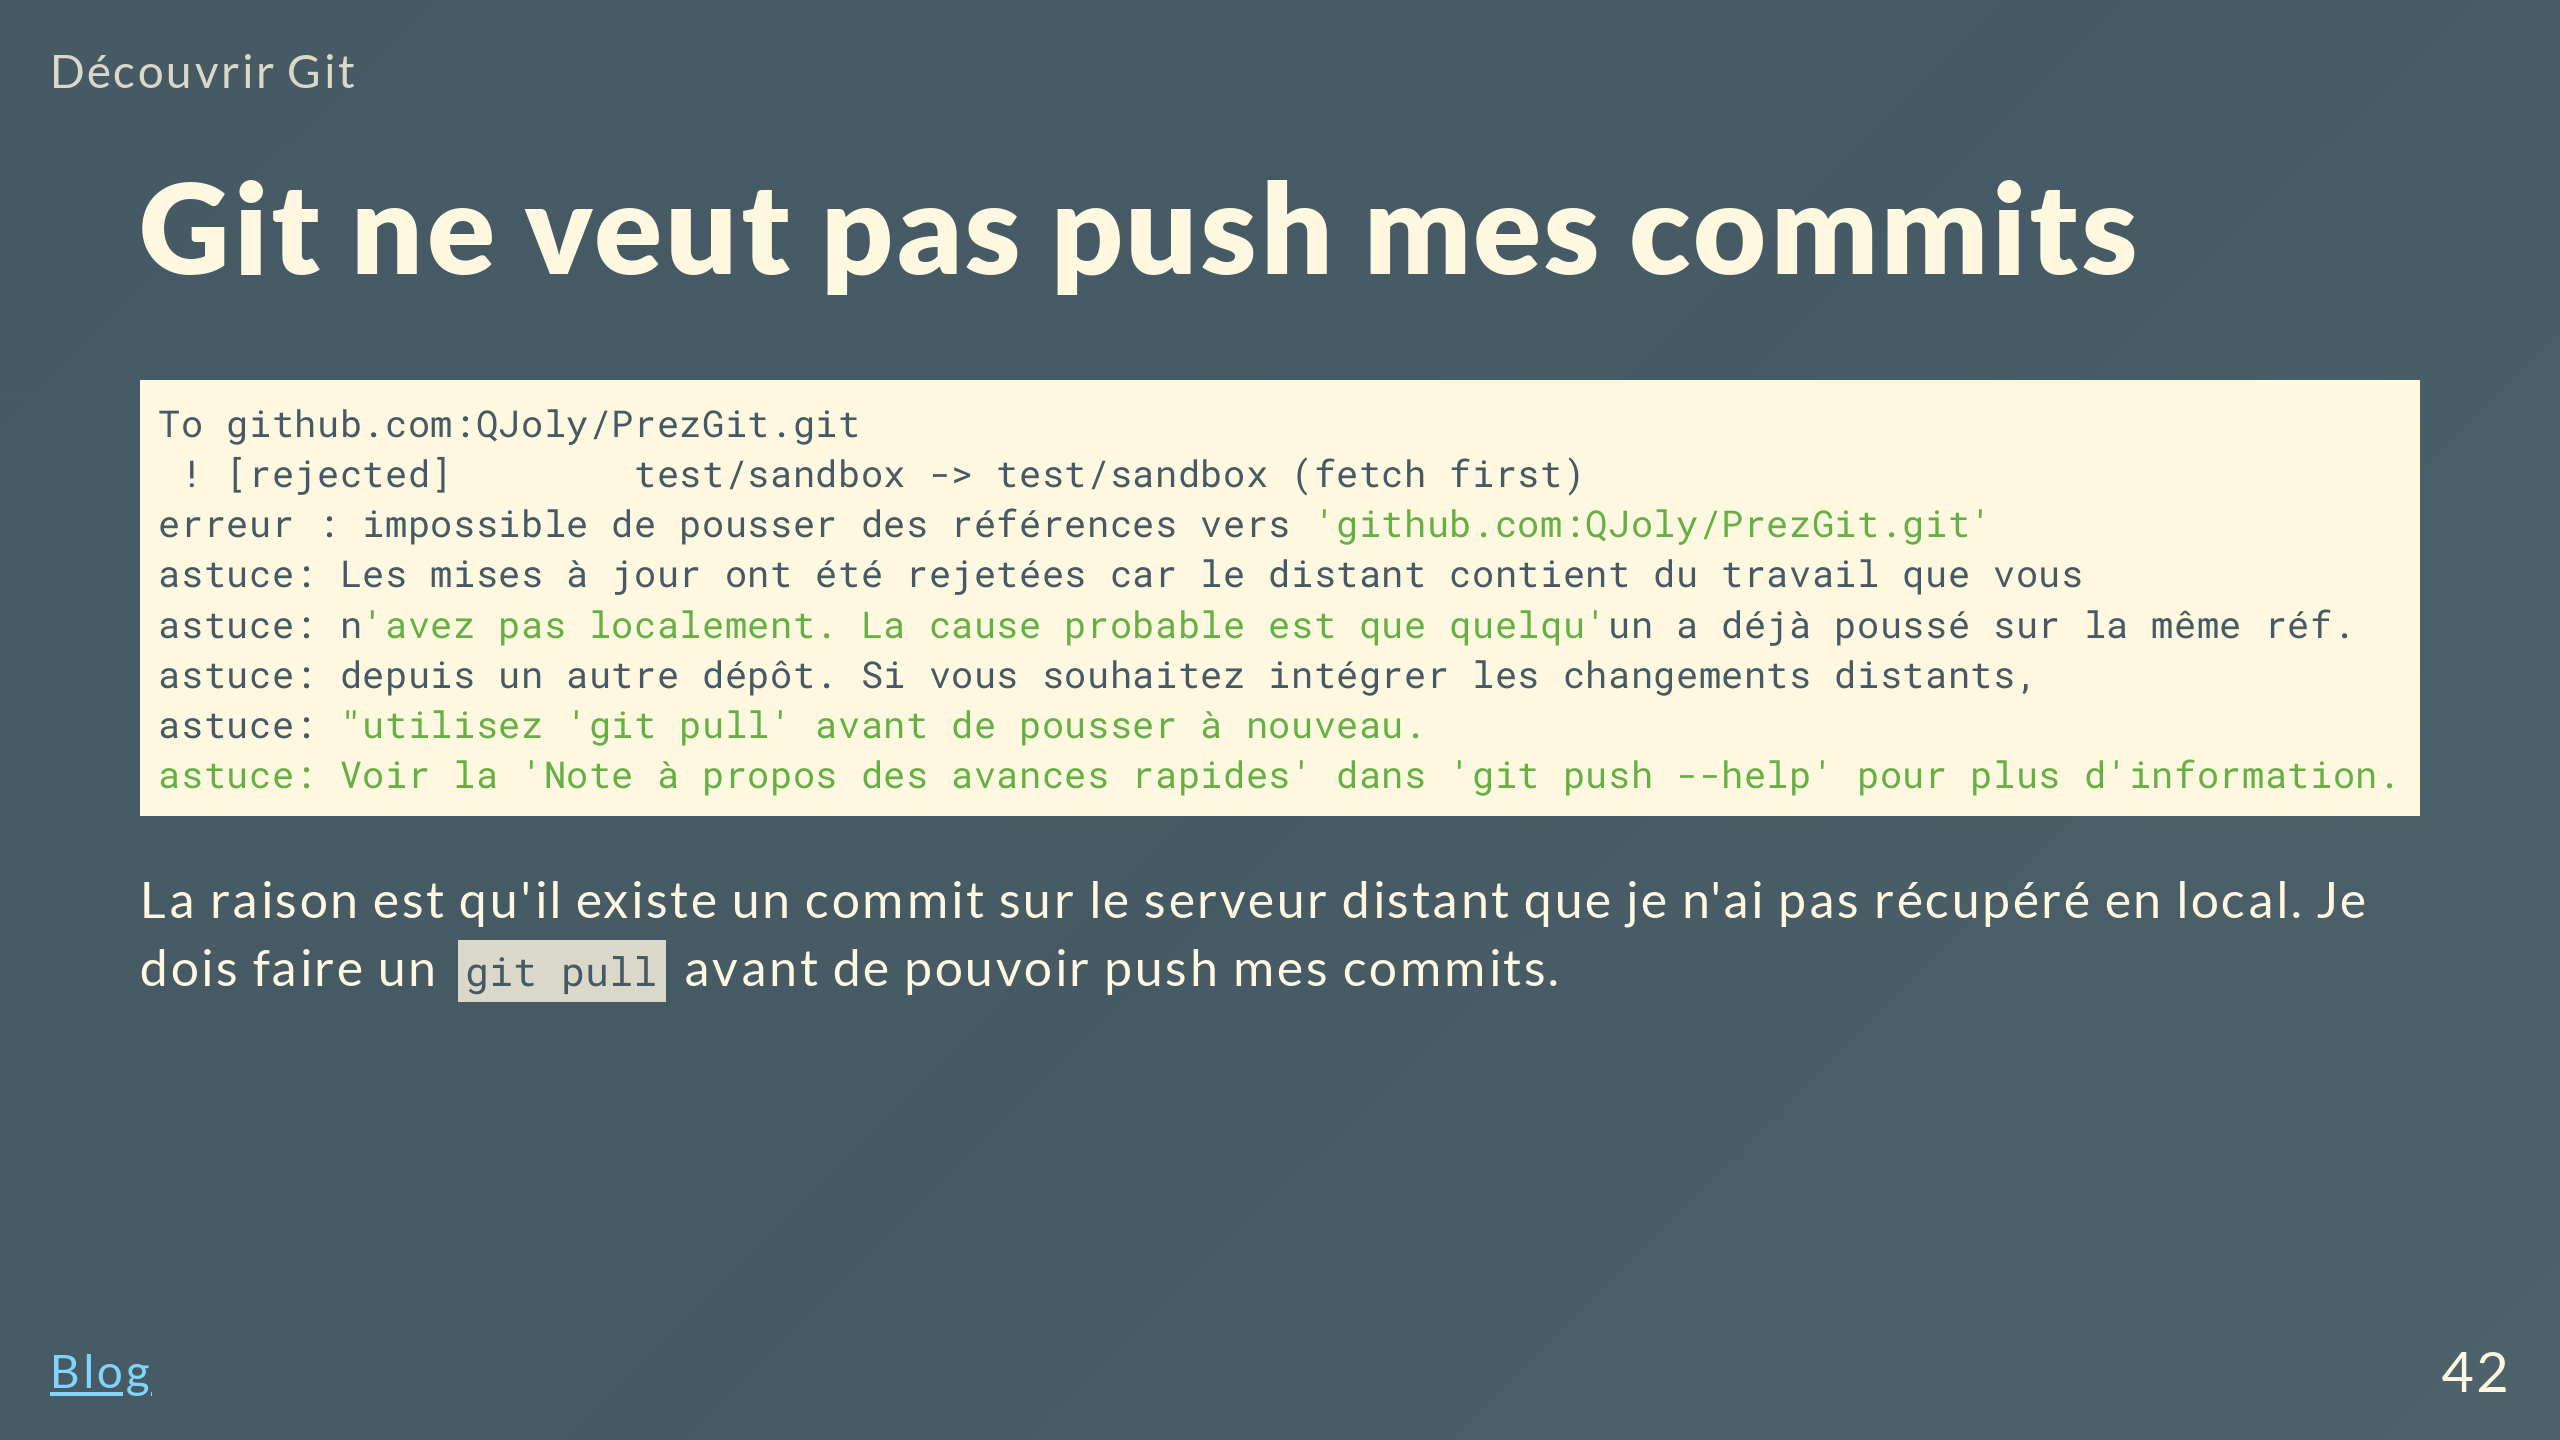 Découvrir Git
Git ne veut pas push mes commits
To github.com:QJoly/PrezGit.git
 ! [rejected]        test/sandbox -> test/sandbox (fetch first)
erreur : impossible de pousser des références vers 'github.com:QJoly/PrezGit.git'
astuce: Les mises à jour ont été rejetées car le distant contient du travail que vous
astuce: n'avez pas localement. La cause probable est que quelqu'un a déjà poussé sur la même réf.
astuce: depuis un autre dépôt. Si vous souhaitez intégrer les changements distants,
astuce: "utilisez 'git pull' avant de pousser à nouveau.
astuce: Voir la 'Note à propos des avances rapides' dans 'git push --help' pour plus d'information.
La raison est qu'il existe un commit sur le serveur distant que je n'ai pas récupéré en local. Je
dois faire un git pull avant de pouvoir push mes commits.
Blog
42